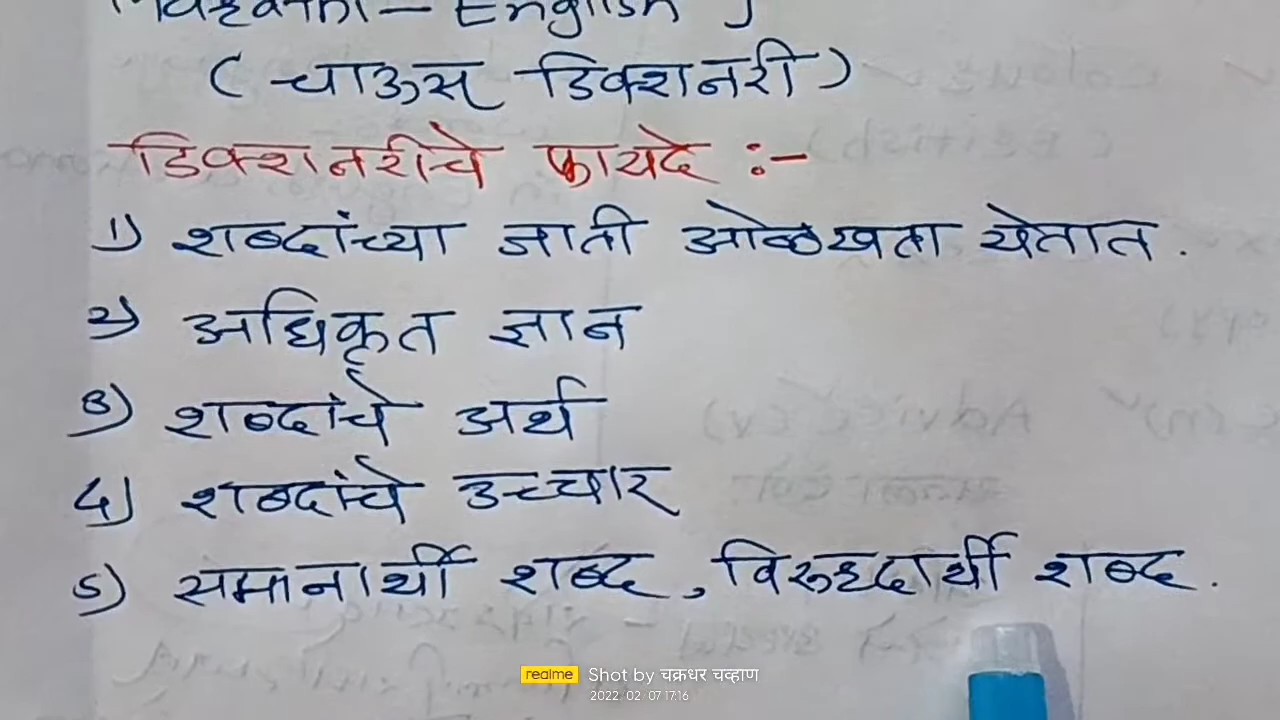 – English )
( चाऊस डिक्शनरी )
डिक्शनरीचे फायदे :-
1) शब्दांच्या जाती ओळखता येतात .
2) अधिकृत ज्ञान
3) शब्दांचे अर्थ
4) शब्दांचे उच्चार
5) समानार्थी शब्द , विरुद्धार्थी शब्द .
realme Shot by चक्रधर चव्हाण
2022. 02. 07 17:16